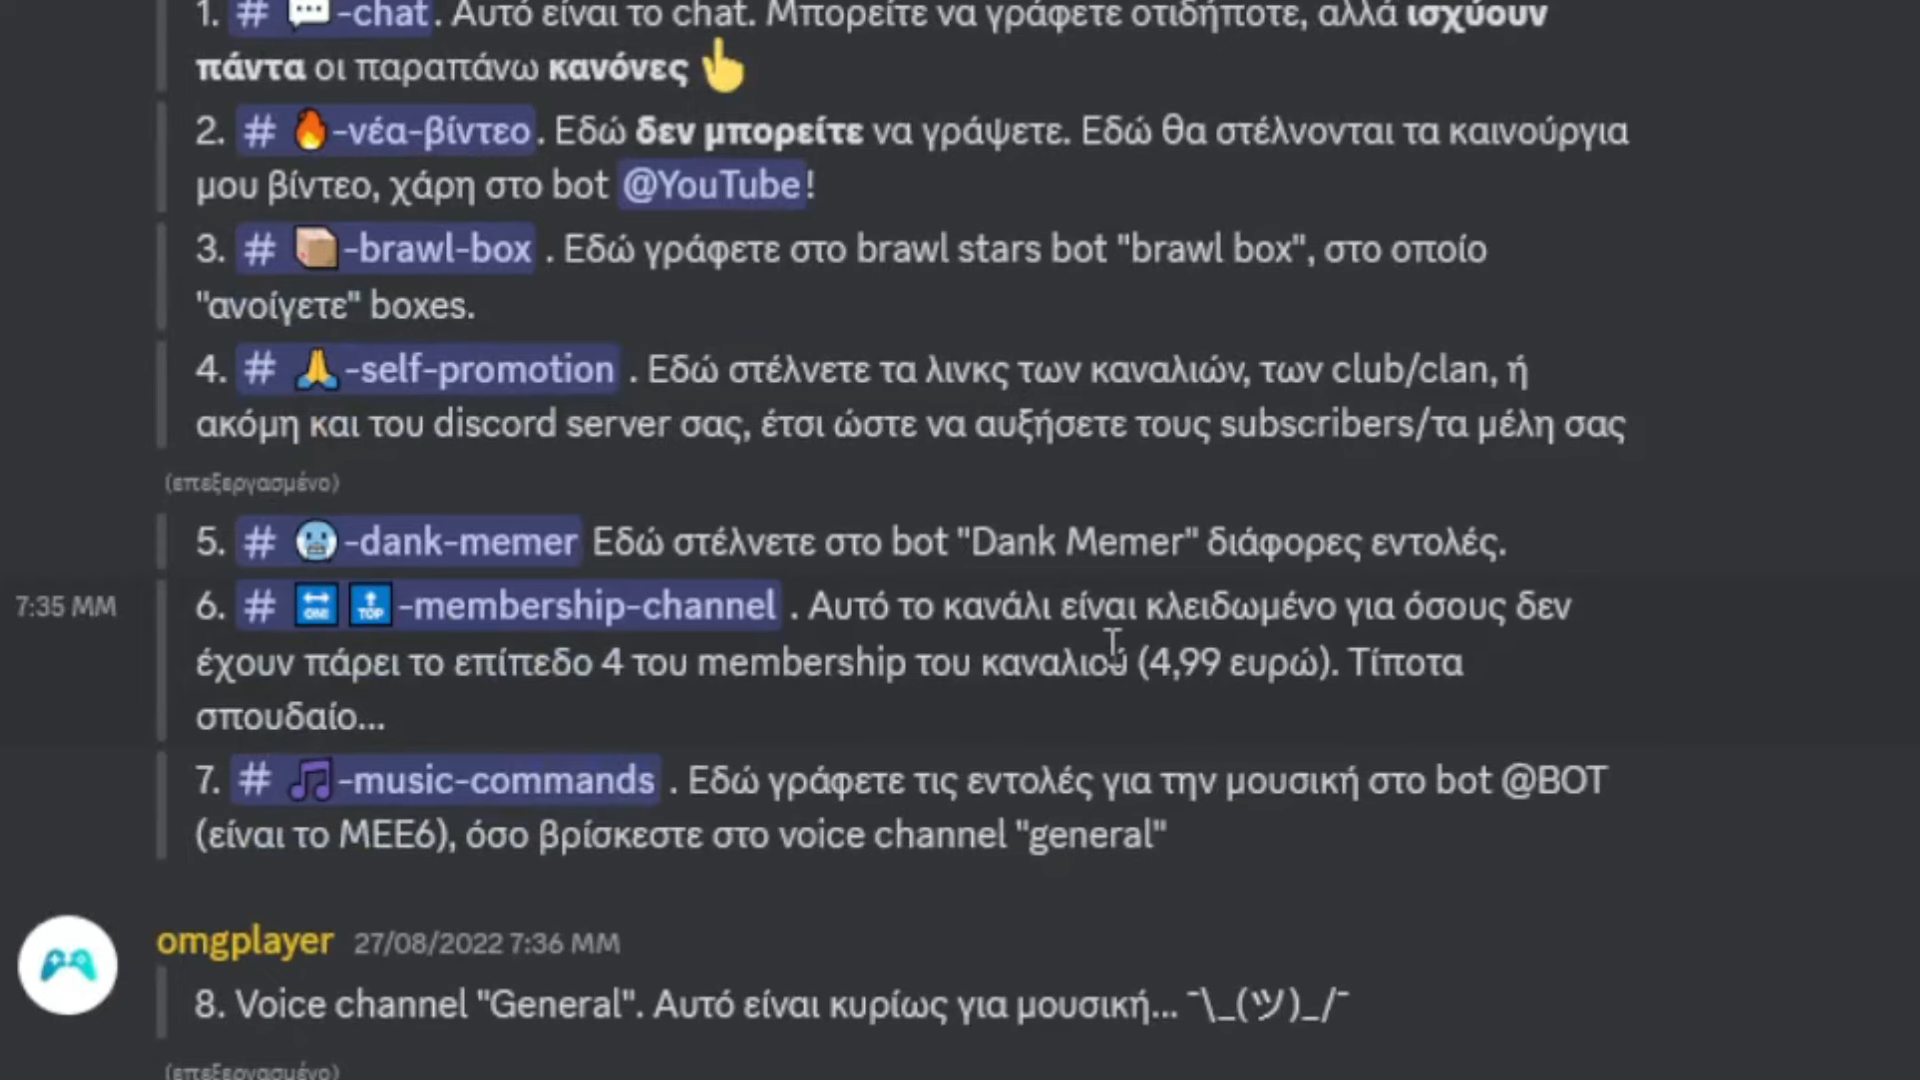 1. # 💬-chat. Αυτό είναι το chat. Μπορείτε να γράφετε οτιδήποτε, αλλά ισχύουν
πάντα οι παραπάνω κανόνες 👆
2. # 🔥-νέα-βίντεο. Εδώ δεν μπορείτε να γράψετε. Εδώ θα στέλνονται τα καινούργια
μου βίντεο, χάρη στο bot @YouTube!
3. # 📦-brawl-box . Εδώ γράφετε στο brawl stars bot "brawl box", στο οποίο
"ανοίγετε" boxes.
4. # 🙏-self-promotion . Εδώ στέλνετε τα λινκς των καναλιών, των club/clan, ή
ακόμη και του discord server σας, έτσι ώστε να αυξήσετε τους subscribers/τα μέλη σας
(επεξεργασμένο)
5. # 🥶-dank-memer Εδώ στέλνετε στο bot "Dank Memer" διάφορες εντολές.
7:35 ΜΜ 6. # 🔛🔝-membership-channel . Αυτό το κανάλι είναι κλειδωμένο για όσους δεν
έχουν πάρει το επίπεδο 4 του membership του καναλιού (4,99 ευρώ). Τίποτα
σπουδαίο...
7. # 🎵-music-commands . Εδώ γράφετε τις εντολές για την μουσική στο bot @BOT
(είναι το MEE6), όσο βρίσκεστε στο voice channel "general"
omgplayer 27/08/2022 7:36 ΜΜ
8. Voice channel "General". Αυτό είναι κυρίως για μουσική... ¯\_(ツ)_/¯
(επεξεργασμένο)